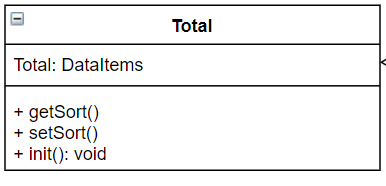 Total
Total: DataItems
+ getSort()
+ setSort()
+ init(): void